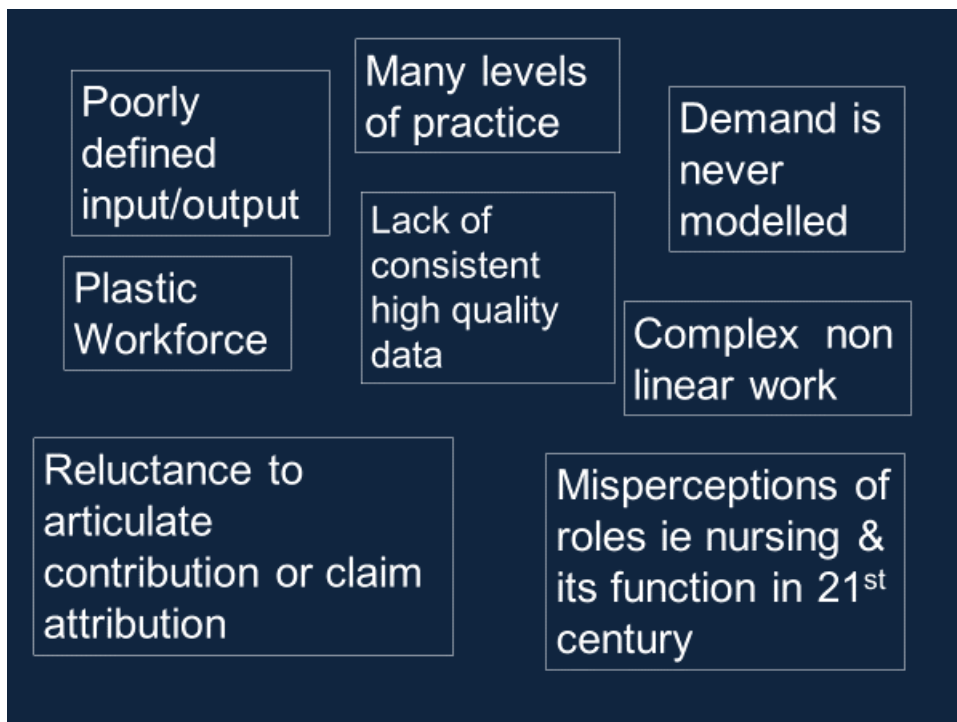 Poorly
defined
input/output
Many levels
of practice
Demand is
never
modelled
Plastic
Workforce
Lack of
consistent
high quality
data
Complex non
linear work
Reluctance to
articulate
contribution or claim
attribution
Misperceptions of
roles ie nursing &
its function in 21st
century